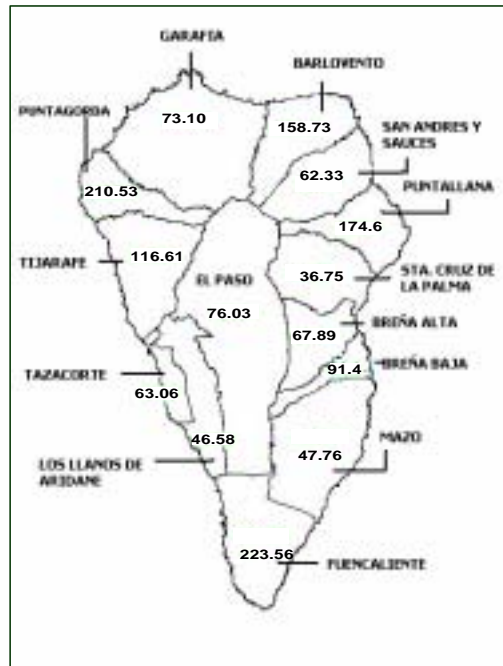 GARAFIA
BARLOVENTO
73.10
158.73
SAN ANDRES Y
SAUCES
PUNTAGORDA
62.33
PUNTALLANA
210.53
174.6
116.61
TIJARAFE
STA. CRUZ DE
LA PALMA
36.75
EL PASO
76.03
BREÑA ALTA
67.89
BREÑA BAJA
91.4
TAZACORTE
63.06
46.58
MAZO
47.76
LOS LLANOS DE
ARIDANE
223.56
FUENCALIENTE